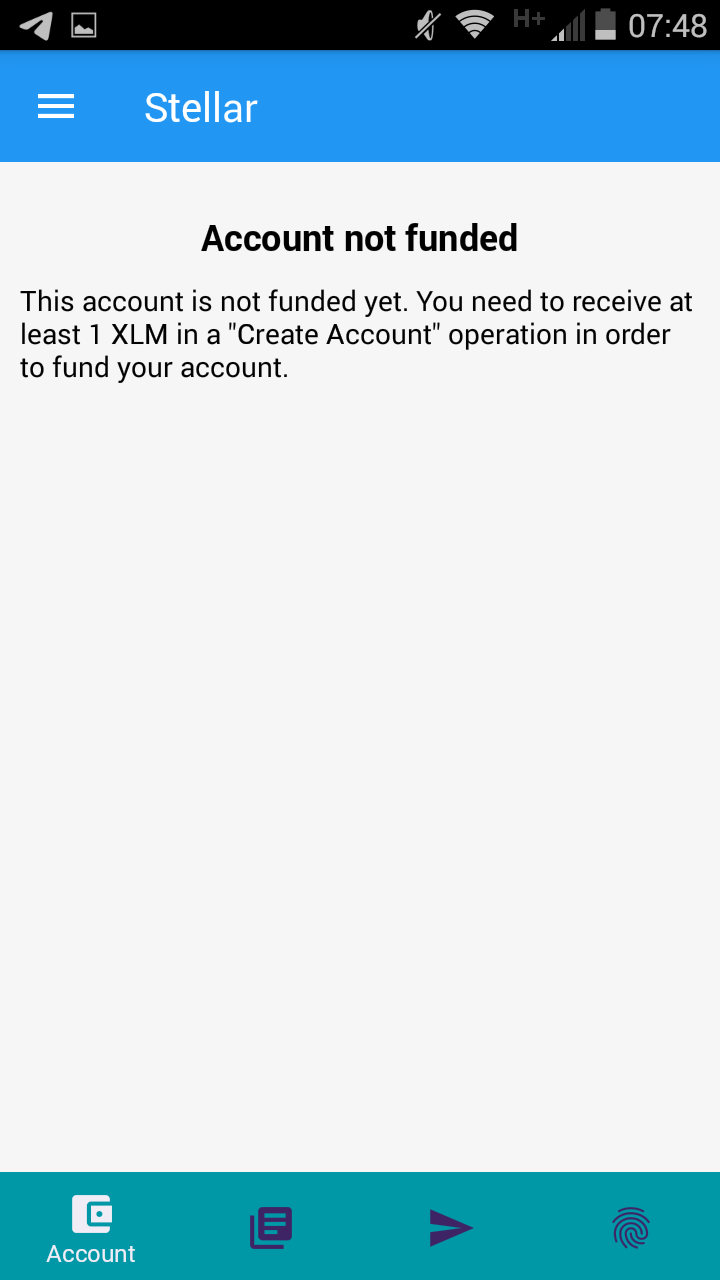 H+ 07:48
Stellar
Account not funded
This account is not funded yet. You need to receive at
least 1 XLM in a "Create Account" operation in order
to fund your account.
Account